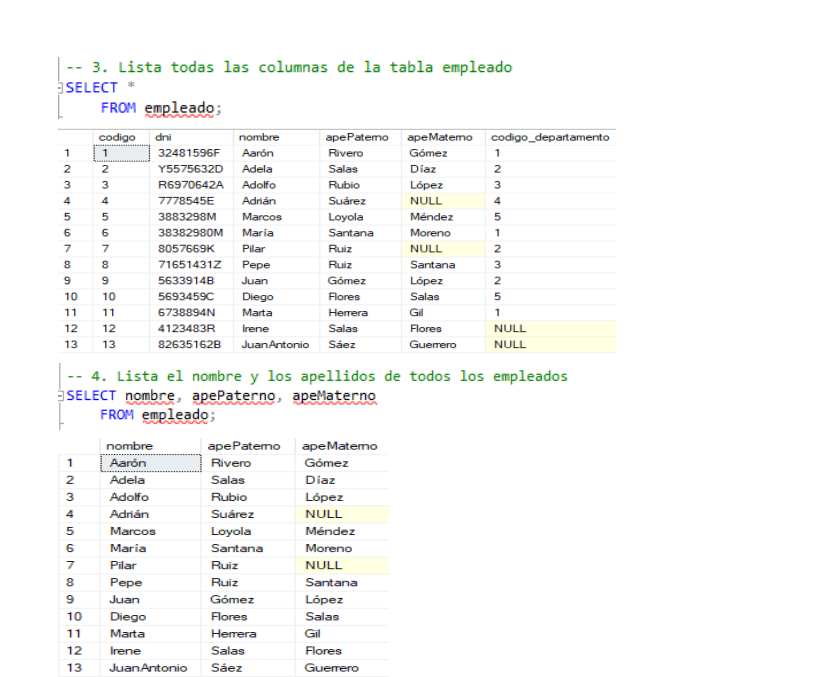 -- 3. Lista todas las columnas de la tabla empleado
SELECT *
FROM empleado;
codigo dni nombre apePaterno apeMaterno codigo_departamento
1 1 32481596F Aarón Rivero Gómez 1
2 2 Y5575632D Adela Salas Díaz 2
3 3 R6970642A Adolfo Rubio López 3
4 4 7778545E Adrián Suárez NULL 4
5 5 3883298M Marcos Loyola Méndez 5
6 6 38382980M María Santana Moreno 1
7 7 8057669K Pilar Ruiz NULL 2
8 8 71651431Z Pepe Ruiz Santana 3
9 9 5633914B Juan Gómez López 2
10 10 5693459C Diego Flores Salas 5
11 11 6738894N Marta Herrera Gil 1
12 12 4123483R Irene Salas Flores NULL
13 13 82635162B JuanAntonio Sáez Guerrero NULL
-- 4. Lista el nombre y los apellidos de todos los empleados
SELECT nombre, apePaterno, apeMaterno
FROM empleado;
nombre apePaterno apeMaterno
1 Aarón Rivero Gómez
2 Adela Salas Díaz
3 Adolfo Rubio López
4 Adrián Suárez NULL
5 Marcos Loyola Méndez
6 María Santana Moreno
7 Pilar Ruiz NULL
8 Pepe Ruiz Santana
9 Juan Gómez López
10 Diego Flores Salas
11 Marta Herrera Gil
12 Irene Salas Flores
13 JuanAntonio Sáez Guerrero